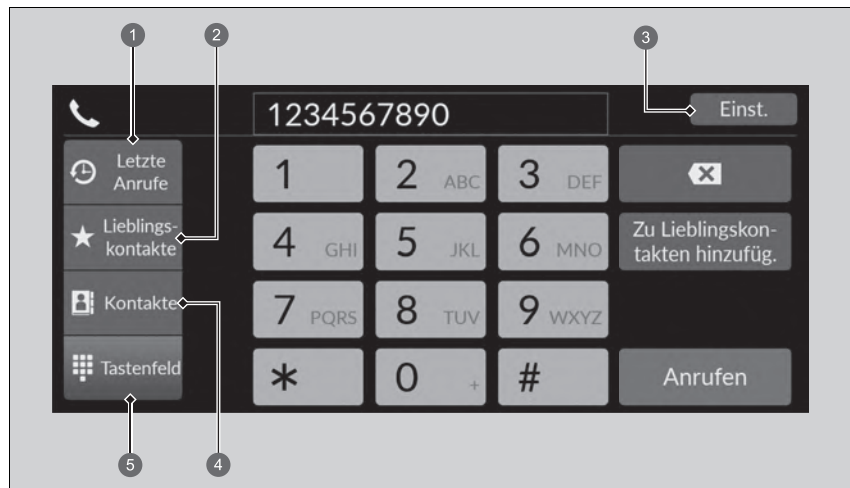 1
2
3
1234567890
Einst.
Letzte
Anrufe
1
2 ABC
3 DEF
Lieblings-
kontakte
4 GHI
5 JKL
6 MNO
Zu Lieblingskon-
takten hinzufüg.
Kontakte
7 PQRS
8 TUV
9 WXYZ
Tastenfeld
*
0 +
#
Anrufen
5
4